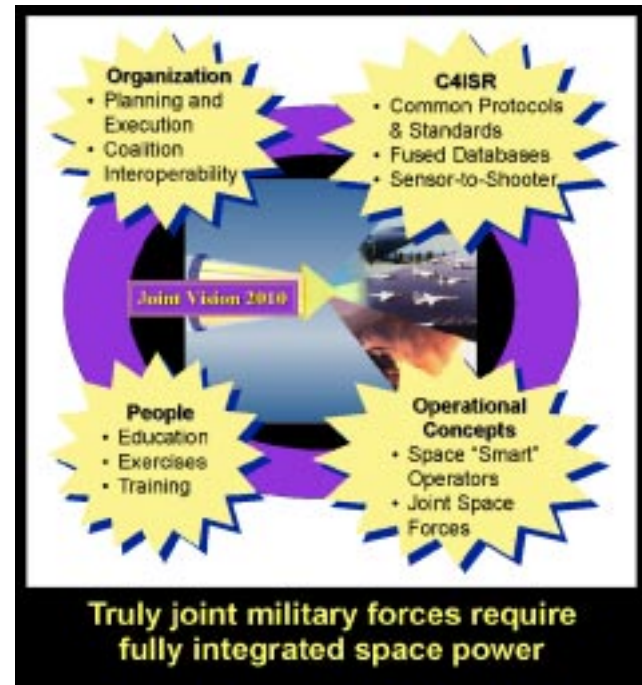 Organization
• Planning and
Execution
• Coalition
Interoperability
C4ISR
• Common Protocols
& Standards
• Fused Databases
• Sensor-to-Shooter
Joint Vision 2010
People
• Education
• Exercises
• Training
Operational
Concepts
• Space “Smart”
Operators
• Joint Space
Forces
Truly joint military forces require
fully integrated space power